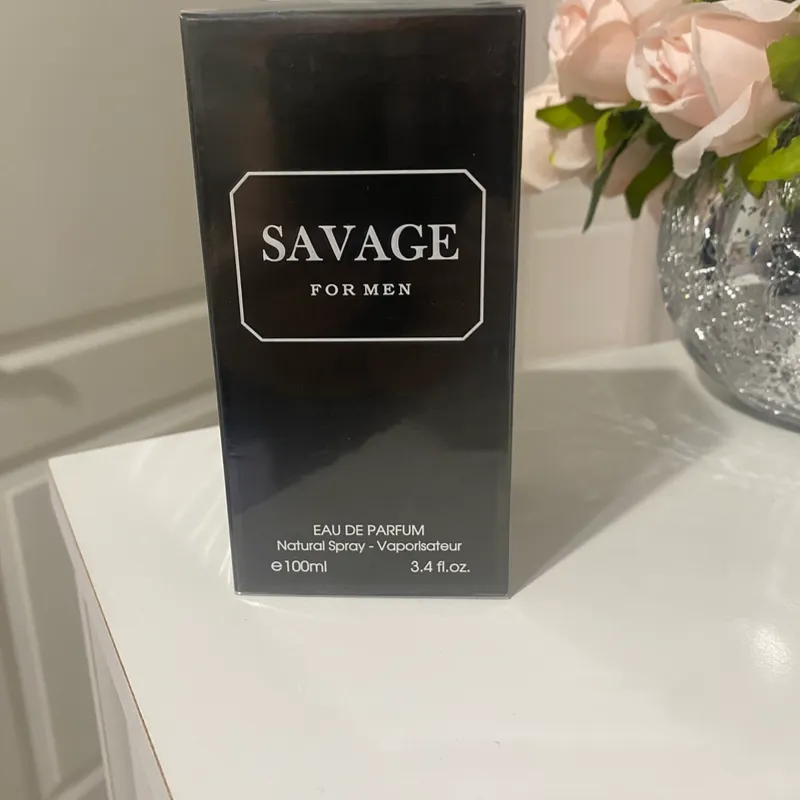 SAVAGE
FOR MEN
EAU DE PARFUM
Natural Spray - Vaporisateur
℮100ml 3.4 fl.oz.